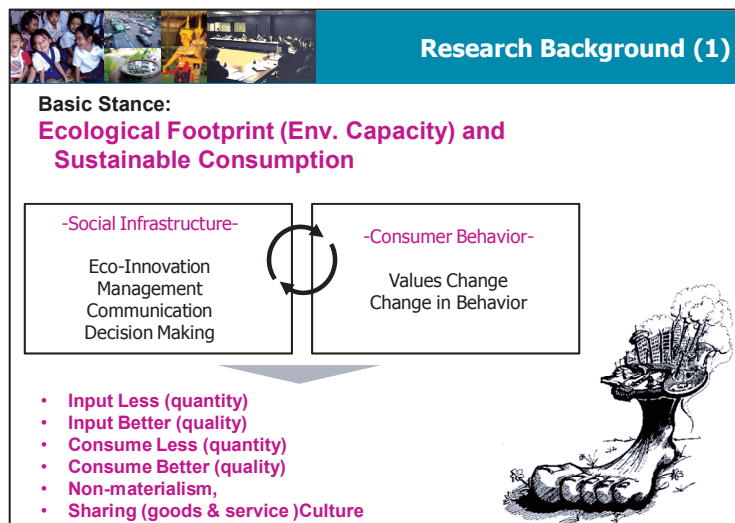 Research Background (1)
Basic Stance:
Ecological Footprint (Env. Capacity) and
Sustainable Consumption
-Social Infrastructure-
Eco-Innovation
Management
Communication
Decision Making
-Consumer Behavior-
Values Change
Change in Behavior
• Input Less (quantity)
• Input Better (quality)
• Consume Less (quantity)
• Consume Better (quality)
• Non-materialism,
• Sharing (goods & service )Culture